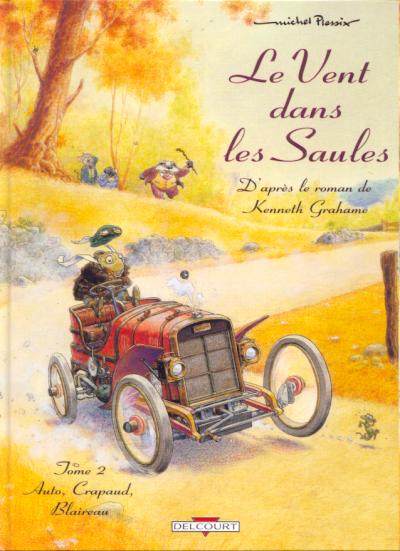 michel Plessix
Le Vent
dans
les Saules
D'après le roman de
Kenneth Grahame
Tome 2
Auto, Crapaud,
Blaireau
DELCOURT